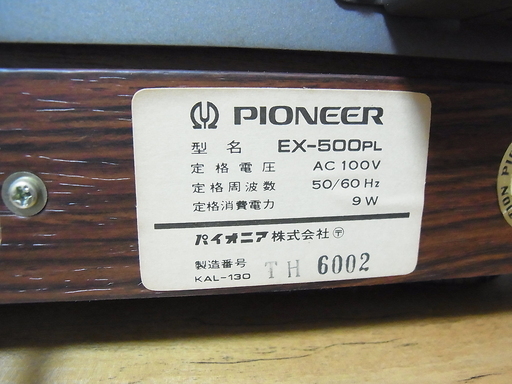 PIONEER
型名 EX-500PL
定格電圧 AC 100V
定格周波数 50/60 Hz
定格消費電力 9W
パイオニア株式会社 〒
製造番号 TH 6002
KAL-130